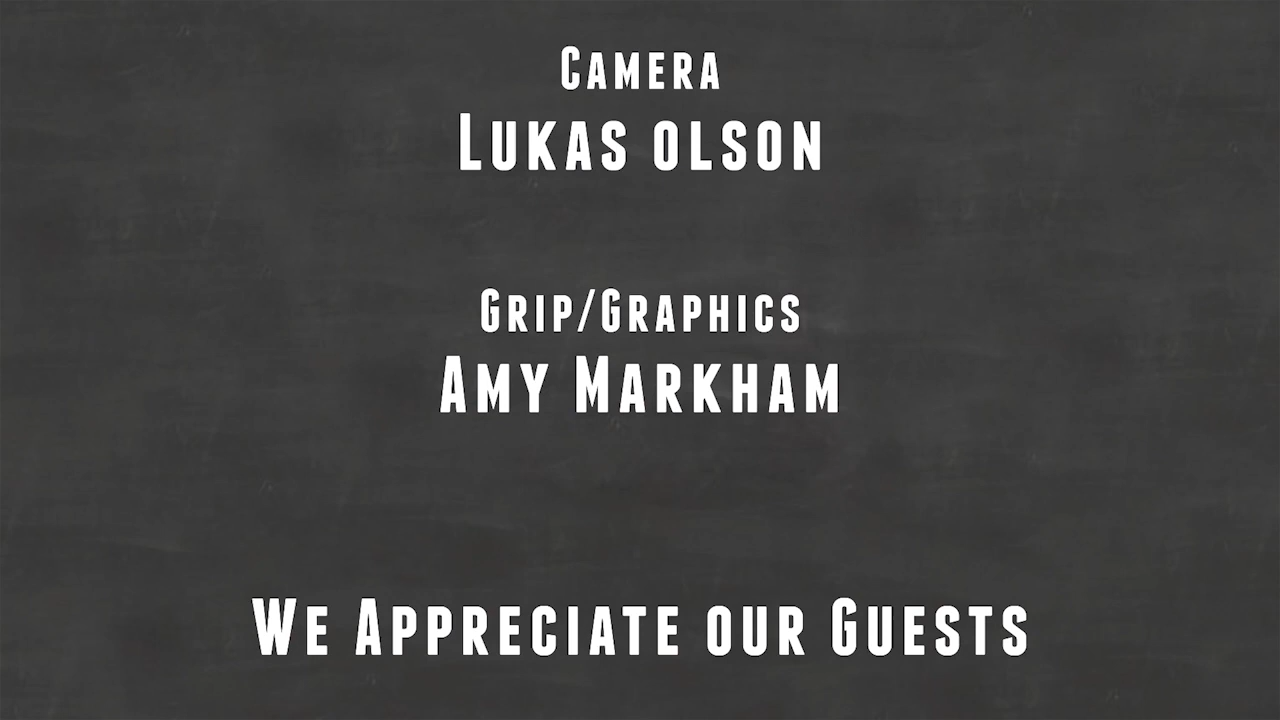 Camera
Lukas olson
Grip/Graphics
Amy Markham
We Appreciate our Guests